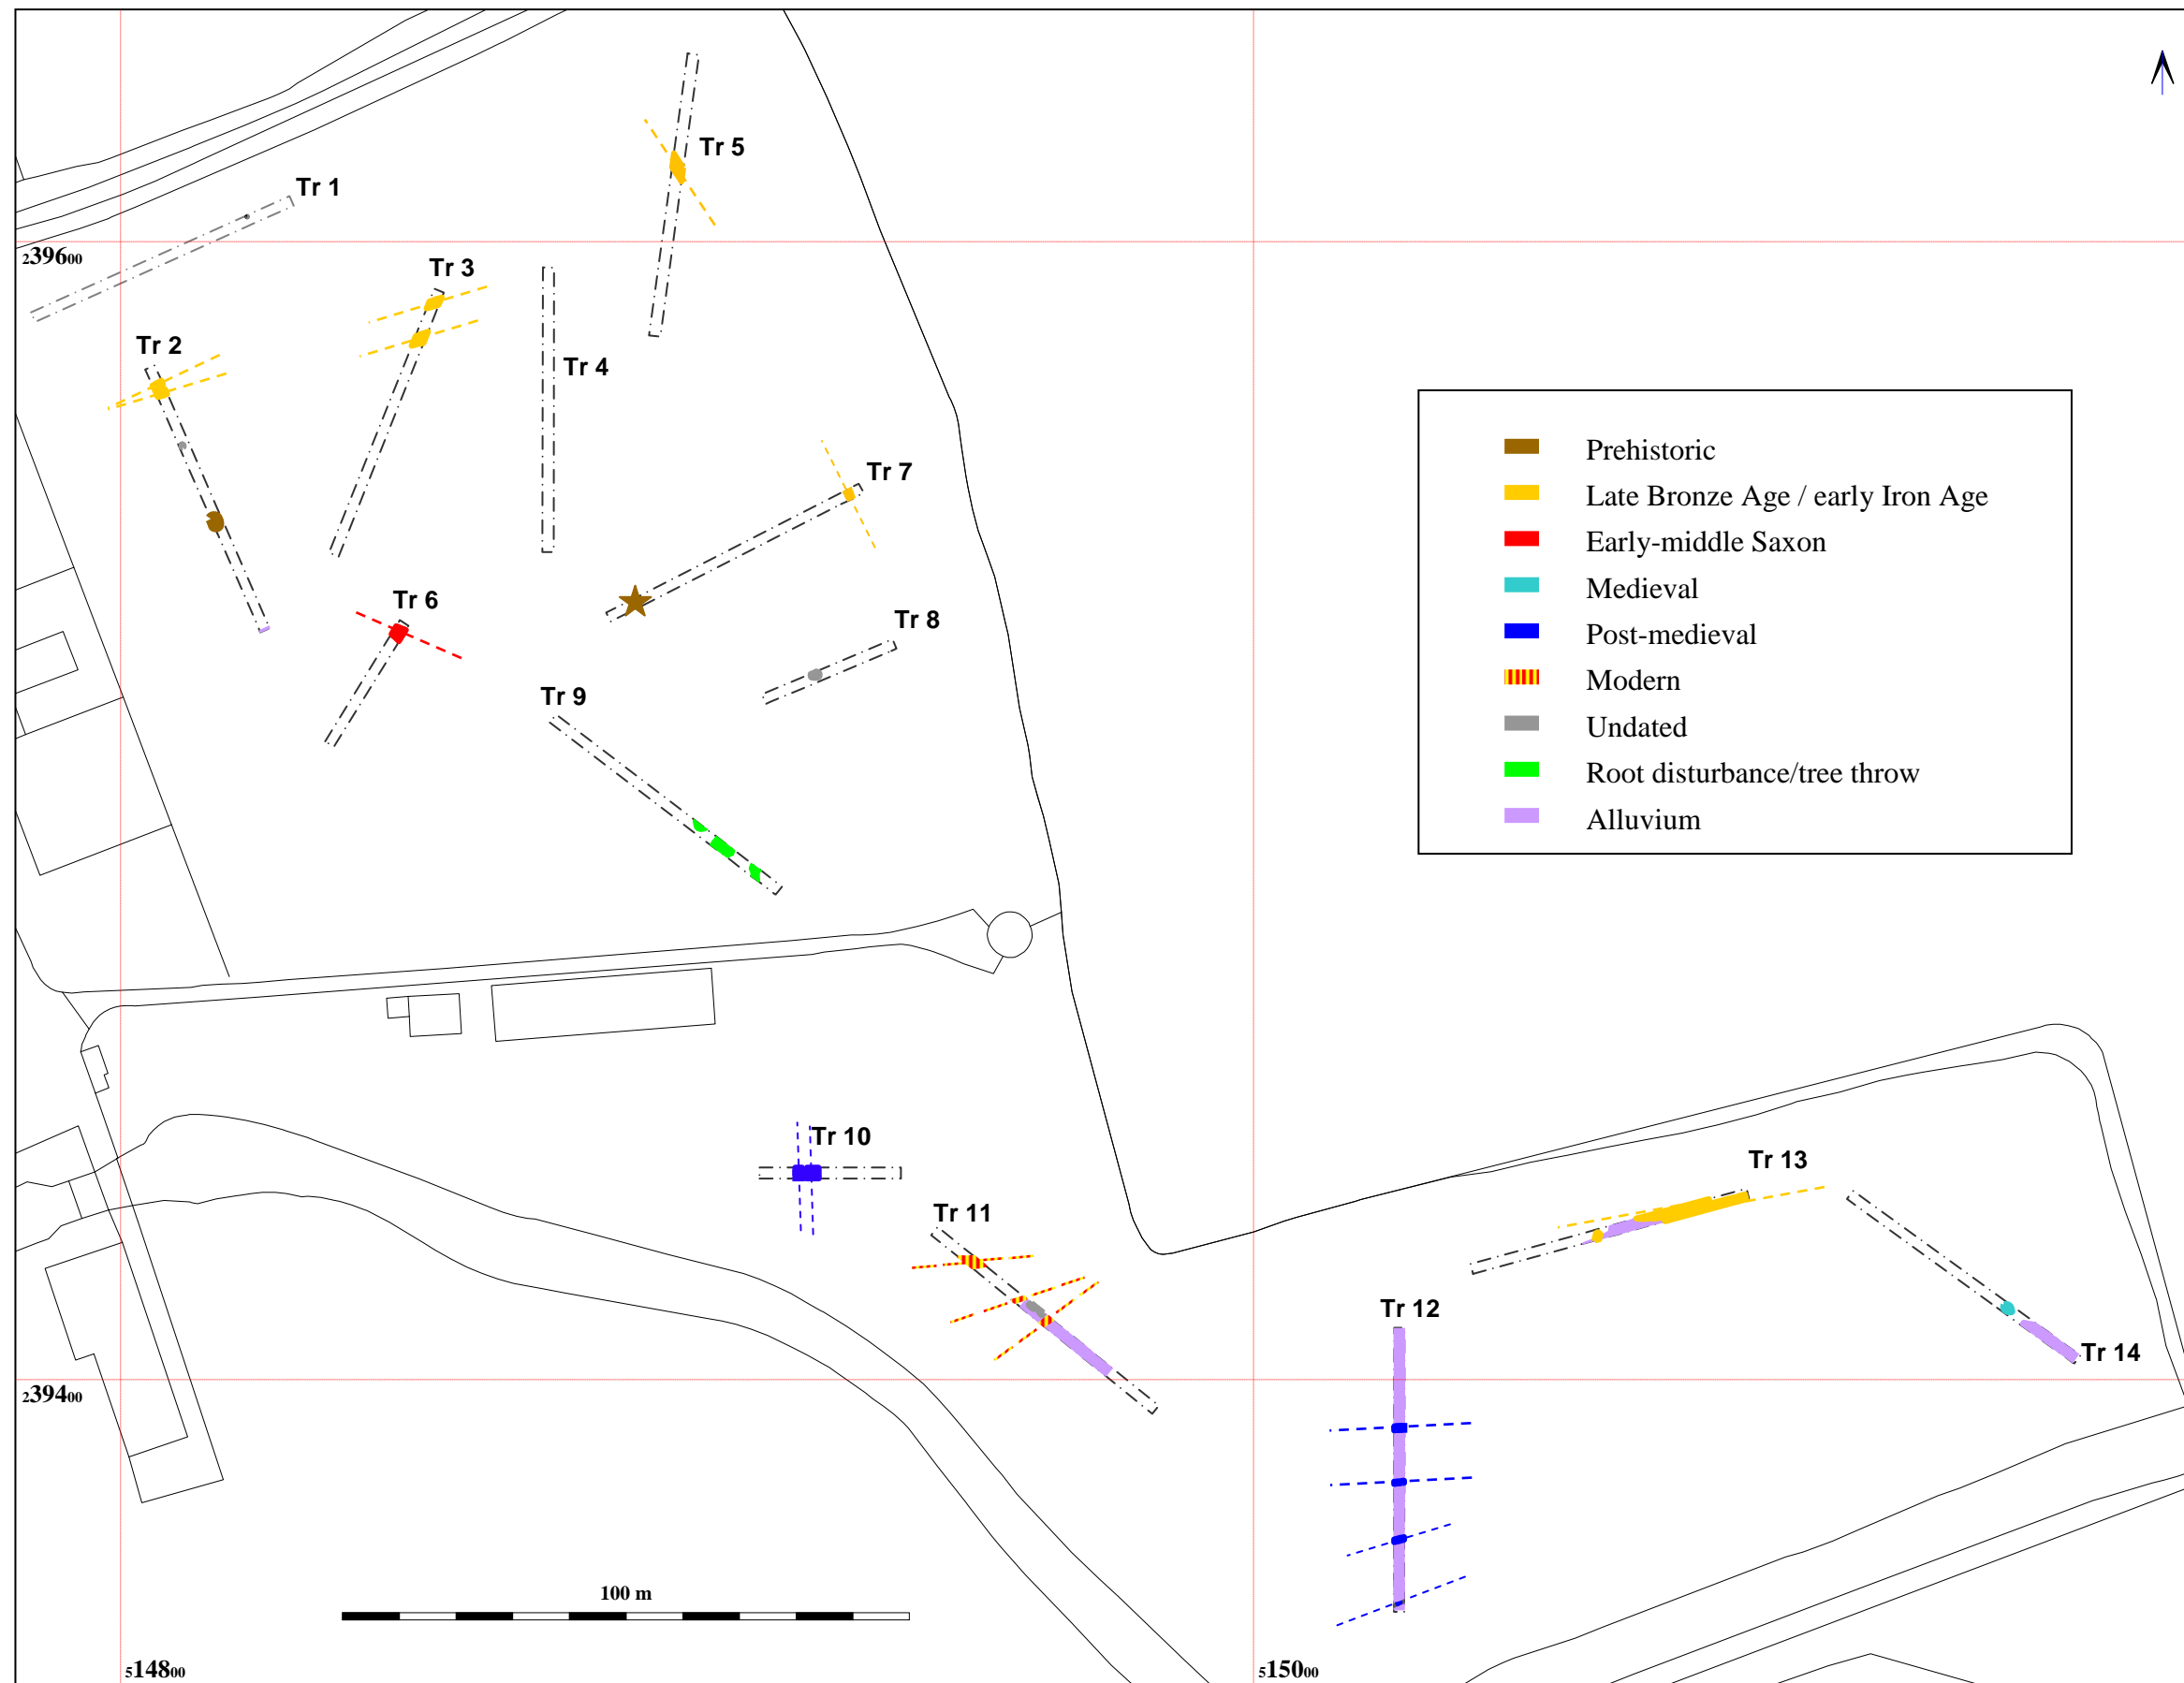 Tr 5
Tr 1
239600
Tr 3
Tr 2
Tr 4
Tr 7
Tr 6
Tr 8
Tr 9
Prehistoric
Late Bronze Age / early Iron Age
Early-middle Saxon
Medieval
Post-medieval
Modern
Undated
Root disturbance/tree throw
Alluvium
Tr 10
Tr 13
Tr 11
Tr 12
Tr 14
239400
100 m
514800
515000